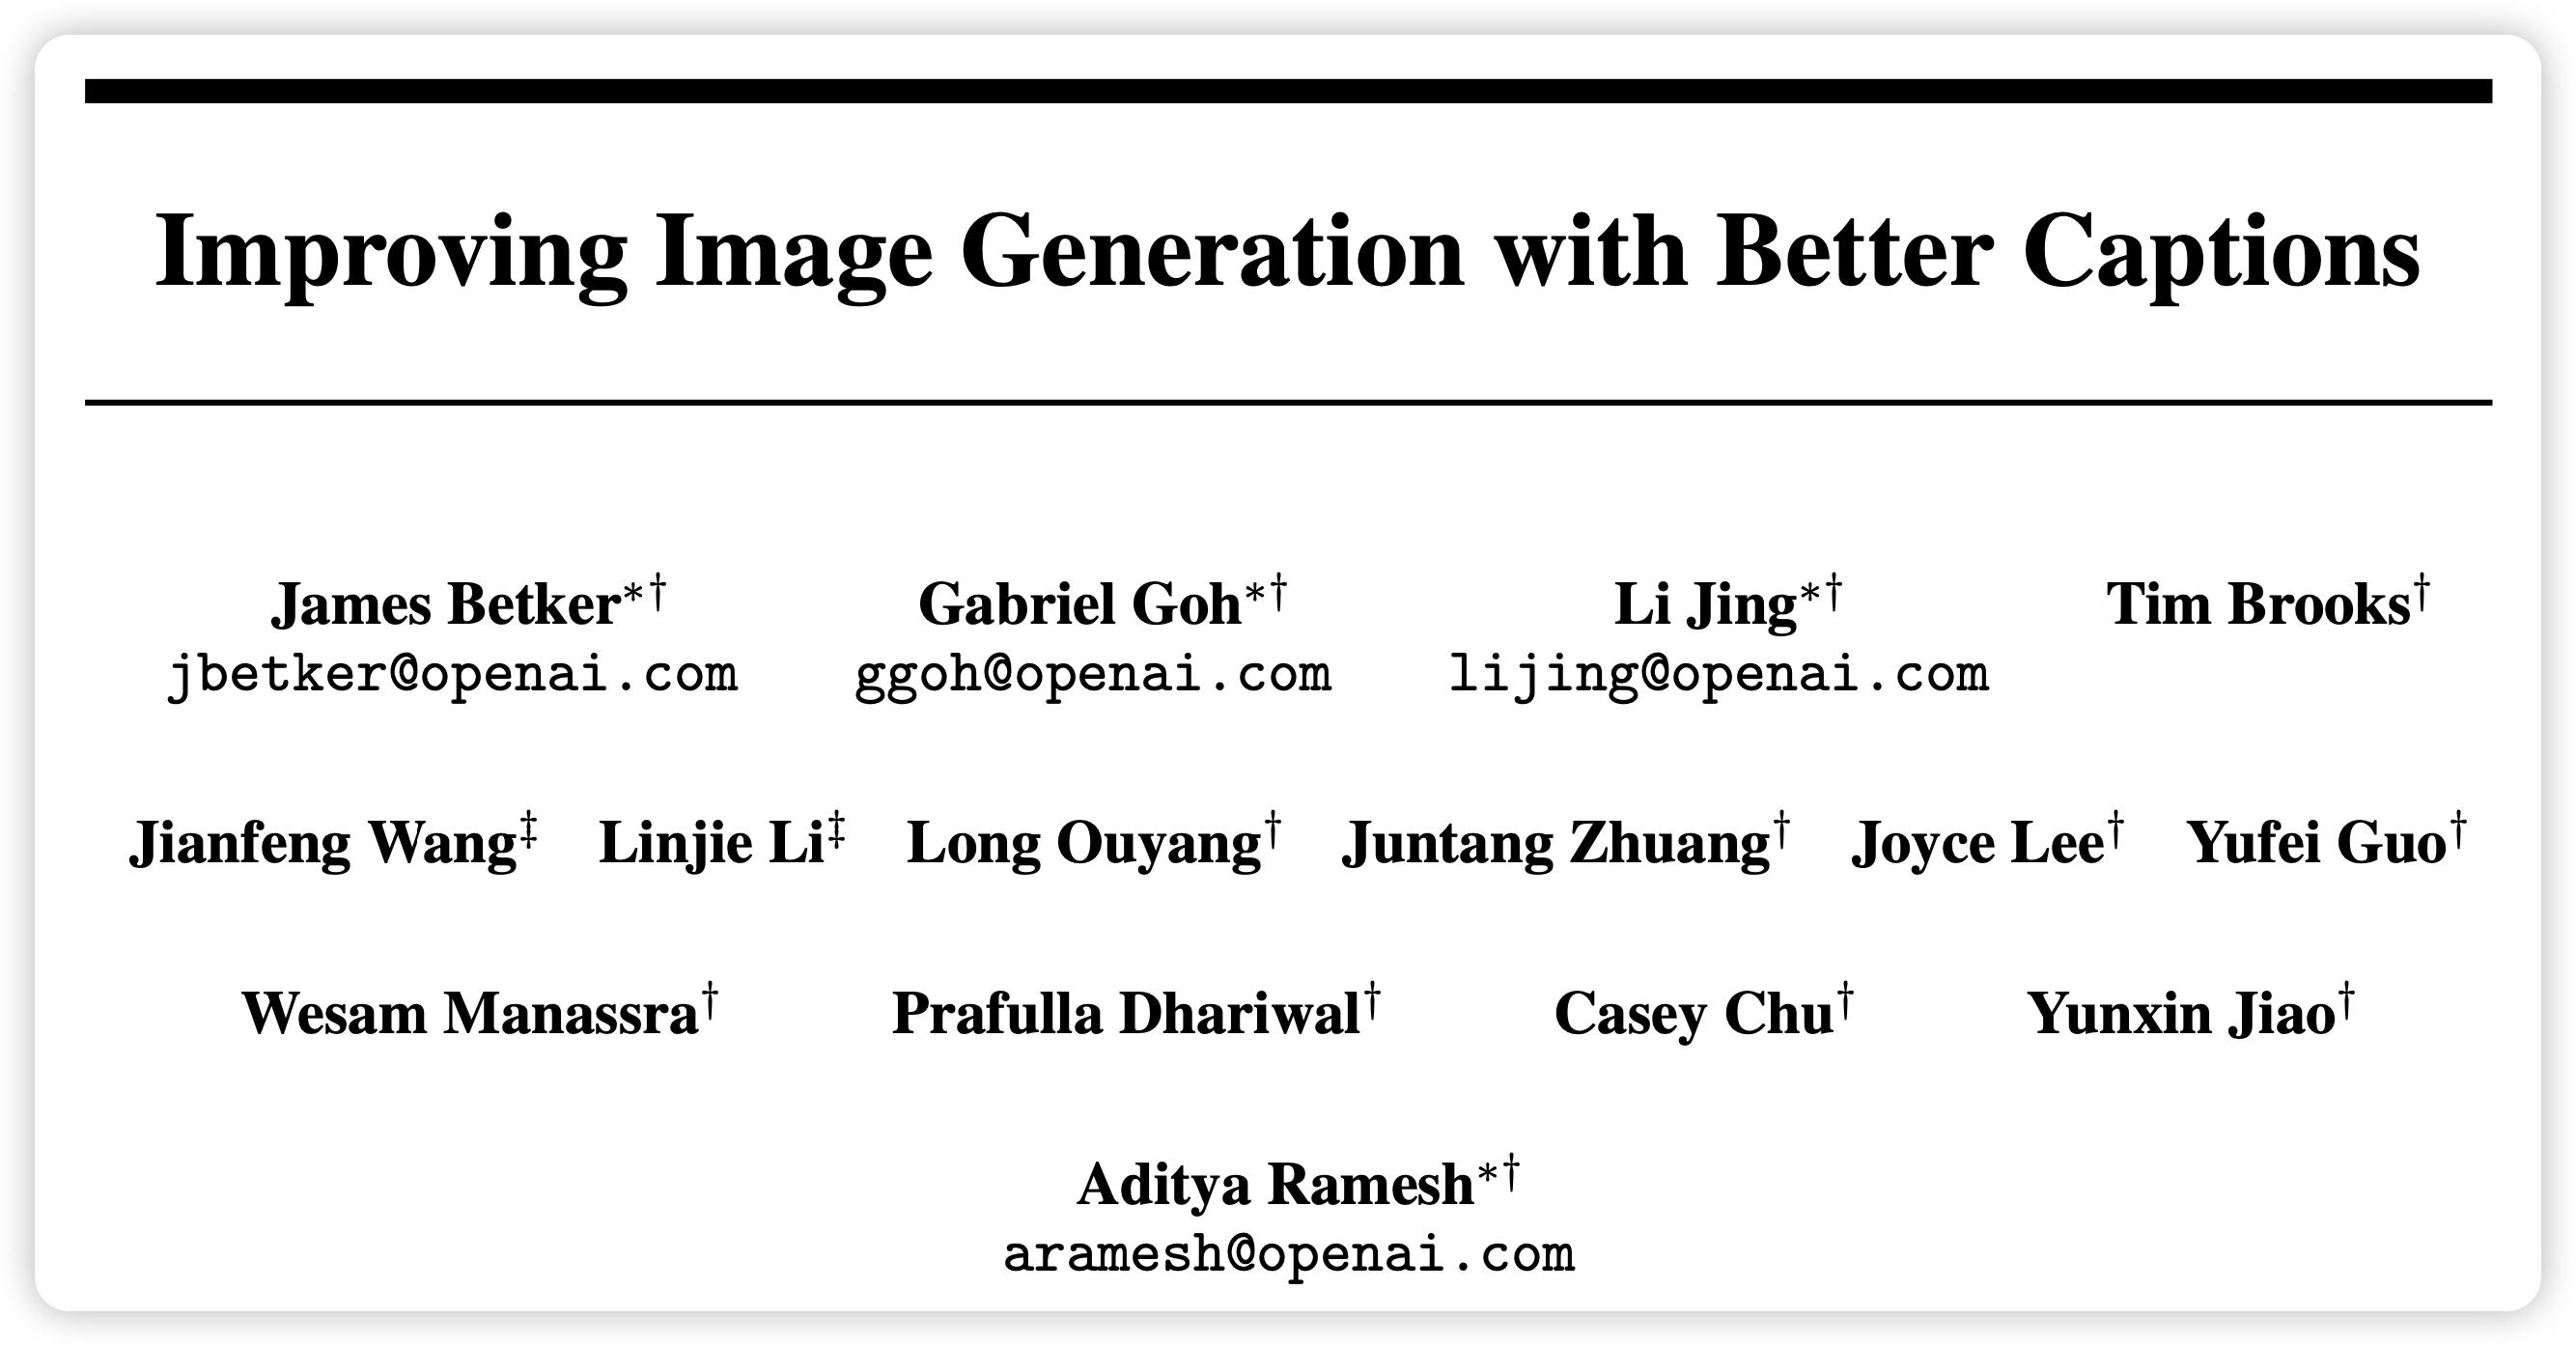 Improving Image Generation with Better Captions
James Betker*† Gabriel Goh*† Li Jing*† Tim Brooks†
jbetker@openai.com ggoh@openai.com lijing@openai.com
Jianfeng Wang‡ Linjie Li‡ Long Ouyang† Juntang Zhuang† Joyce Lee† Yufei Guo†
Wesam Manassra† Prafulla Dhariwal† Casey Chu† Yunxin Jiao†
Aditya Ramesh*†
aramesh@openai.com